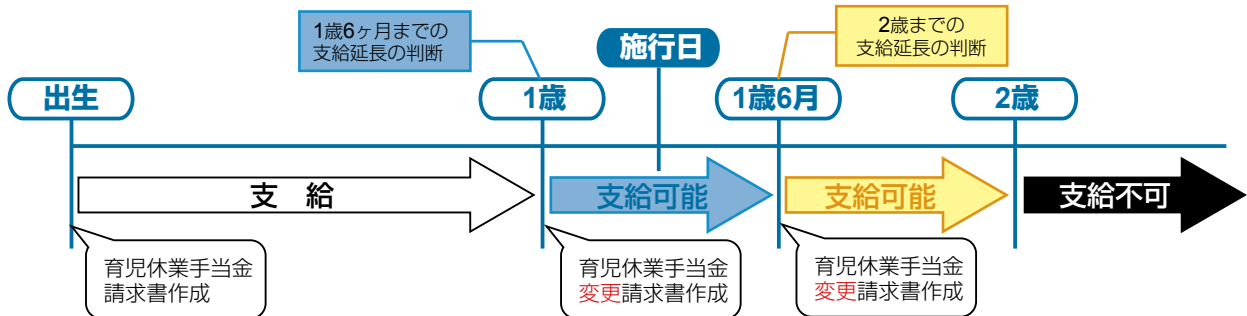 1歳6ヶ月までの
支給延長の判断
施行日
2歳までの
支給延長の判断
出生
1歳
1歳6月
2歳
支 給
支給可能
支給可能
支給不可
育児休業手当金
請求書作成
育児休業手当金
変更請求書作成
育児休業手当金
変更請求書作成